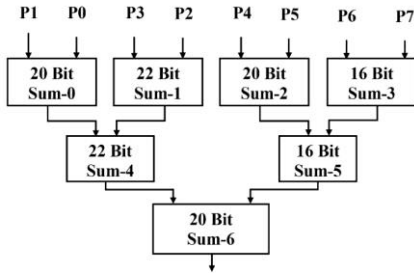 P1 P0 P3 P2 P4 P5 P6 P7
20 Bit
Sum-0
22 Bit
Sum-1
20 Bit
Sum-2
16 Bit
Sum-3
22 Bit
Sum-4
16 Bit
Sum-5
20 Bit
Sum-6